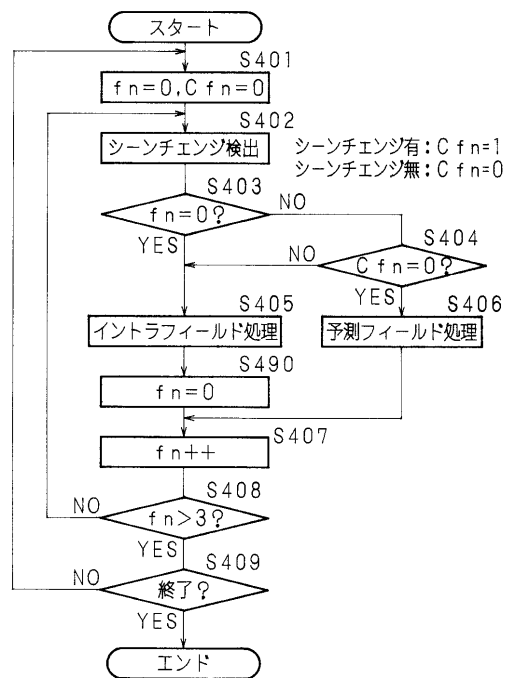 スタート
S401
fn=0,Cfn=0
S402
シーンチェンジ検出
シーンチェンジ有:Cfn=1
シーンチェンジ無:Cfn=0
S403
fn=0?
NO
YES
S404
Cfn=0?
NO
YES
S405
イントラフィールド処理
S406
予測フィールド処理
S490
fn=0
S407
fn++
S408
fn>3?
NO
YES
S409
終了?
NO
YES
エンド